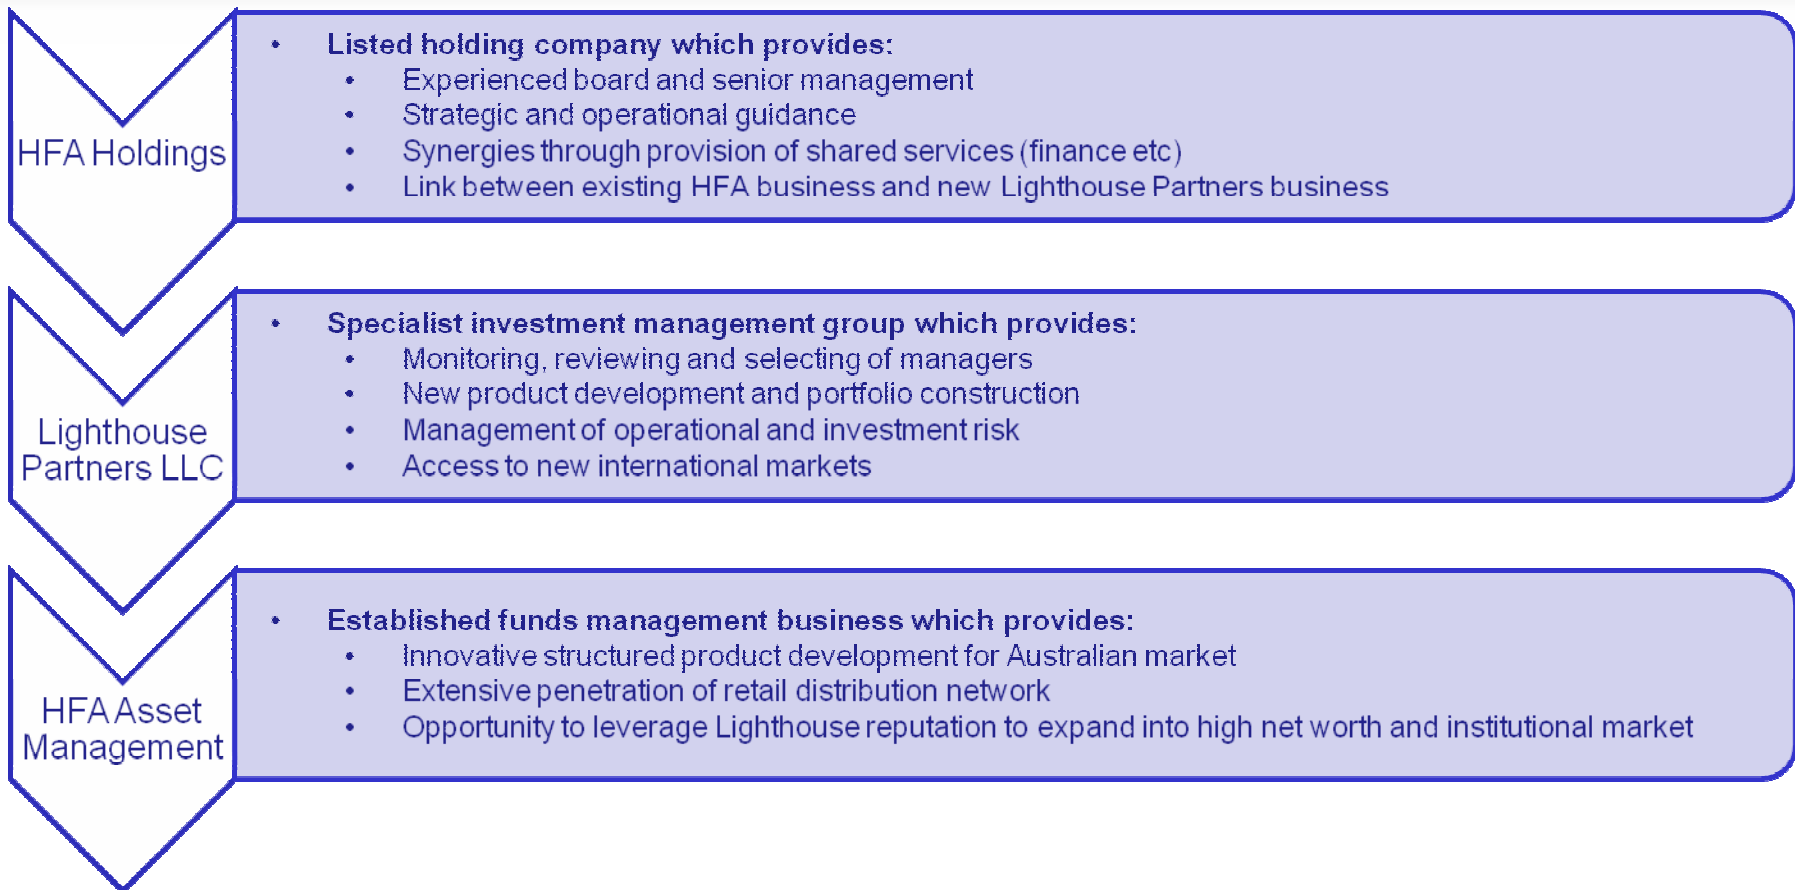 HFA Holdings
• Listed holding company which provides:
• Experienced board and senior management
• Strategic and operational guidance
• Synergies through provision of shared services (finance etc)
• Link between existing HFA business and new Lighthouse Partners business
Lighthouse
Partners LLC
• Specialist investment management group which provides:
• Monitoring, reviewing and selecting of managers
• New product development and portfolio construction
• Management of operational and investment risk
• Access to new international markets
HFA Asset
Management
• Established funds management business which provides:
• Innovative structured product development for Australian market
• Extensive penetration of retail distribution network
• Opportunity to leverage Lighthouse reputation to expand into high net worth and institutional market